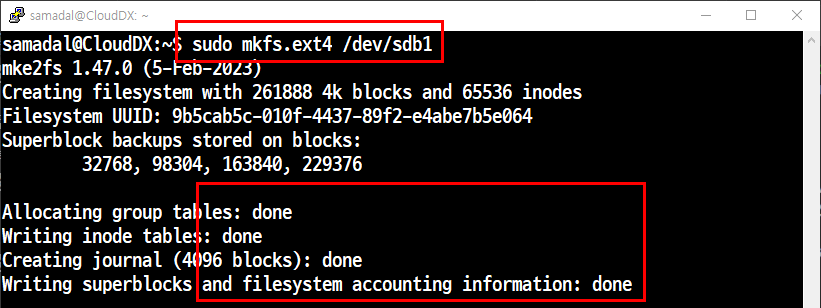 samadal@CloudDX: ~
samadal@CloudDX:~$ sudo mkfs.ext4 /dev/sdb1
mke2fs 1.47.0 (5-Feb-2023)
Creating filesystem with 261888 4k blocks and 65536 inodes
Filesystem UUID: 9b5cab5c-010f-4437-89f2-e4abe7b5e064
Superblock backups stored on blocks:
        32768, 98304, 163840, 229376
Allocating group tables: done
Writing inode tables: done
Creating journal (4096 blocks): done
Writing superblocks and filesystem accounting information: done